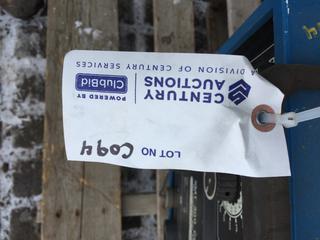 A DIVISION OF CENTURY SERVICES
CENTURY
AUCTIONS
POWERED BY
ClubBid
LOT NO C094